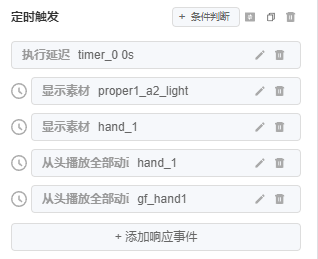 定时触发
+ 条件判断
执行延迟 timer_0 0s
显示素材 proper1_a2_light
显示素材 hand_1
从头播放全部动 hand_1
从头播放全部动 gf_hand1
+ 添加响应事件